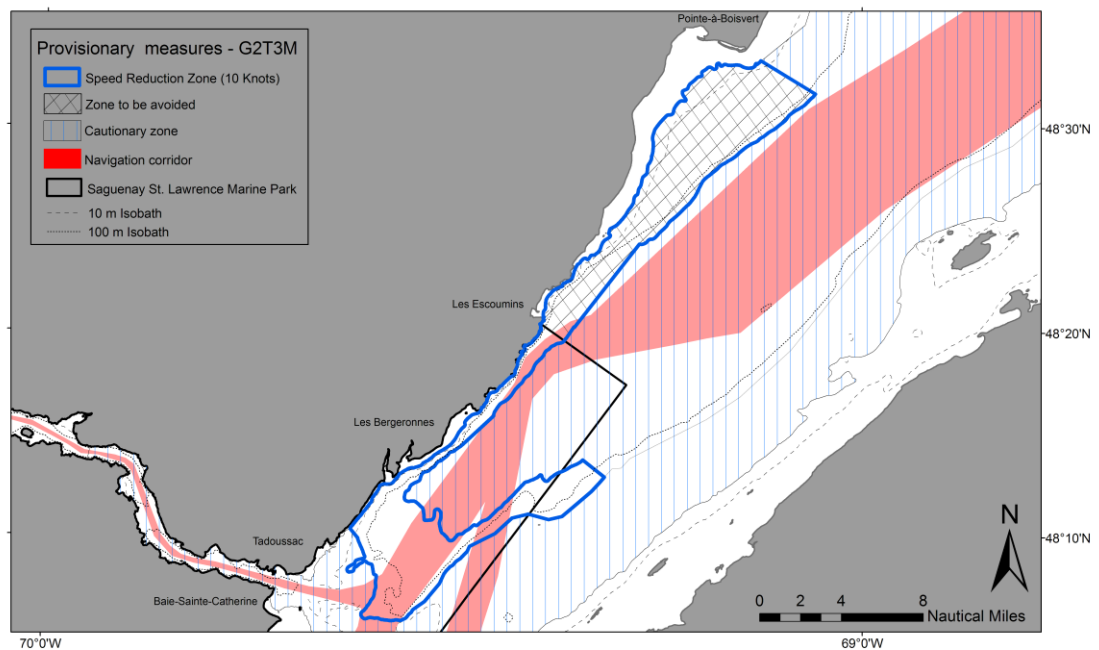 Pointe-à-Boisvert
Provisionary measures - G2T3M
Speed Reduction Zone (10 Knots)
Zone to be avoided
Cautionary zone
Navigation corridor
Saguenay St. Lawrence Marine Park
10 m Isobath
100 m Isobath
48°30'N
Les Escoumins
48°20'N
Les Bergeronnes
Tadoussac
48°10'N
N
Baie-Sainte-Catherine
0 2 4 8
Nautical Miles
70°0'W
69°0'W